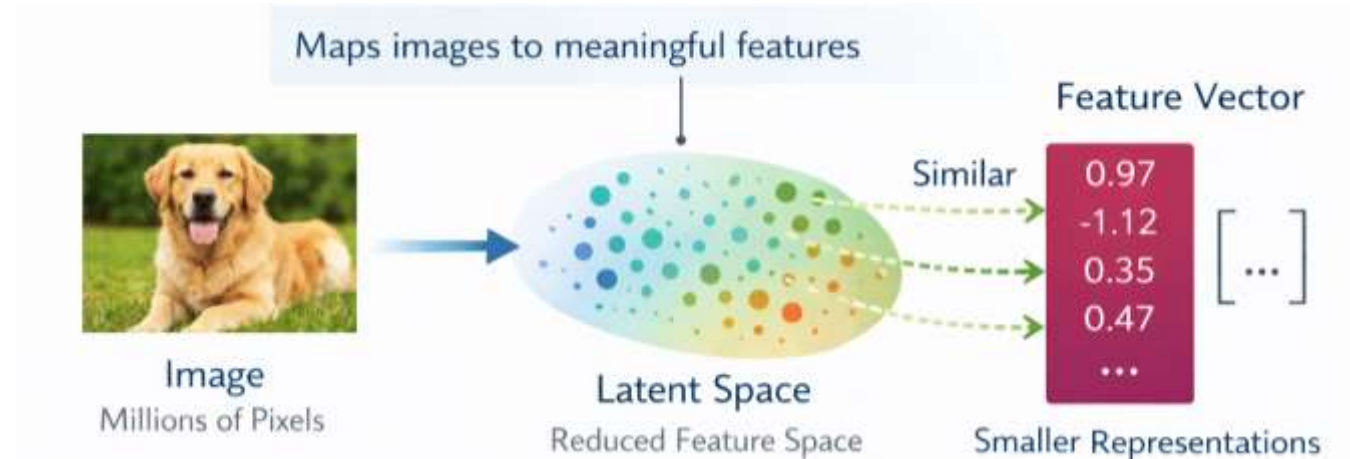 Maps images to meaningful features
Feature Vector
Similar
0.97
-1.12
0.35
0.47
...
[...]
Image
Millions of Pixels
Latent Space
Reduced Feature Space
Smaller Representations